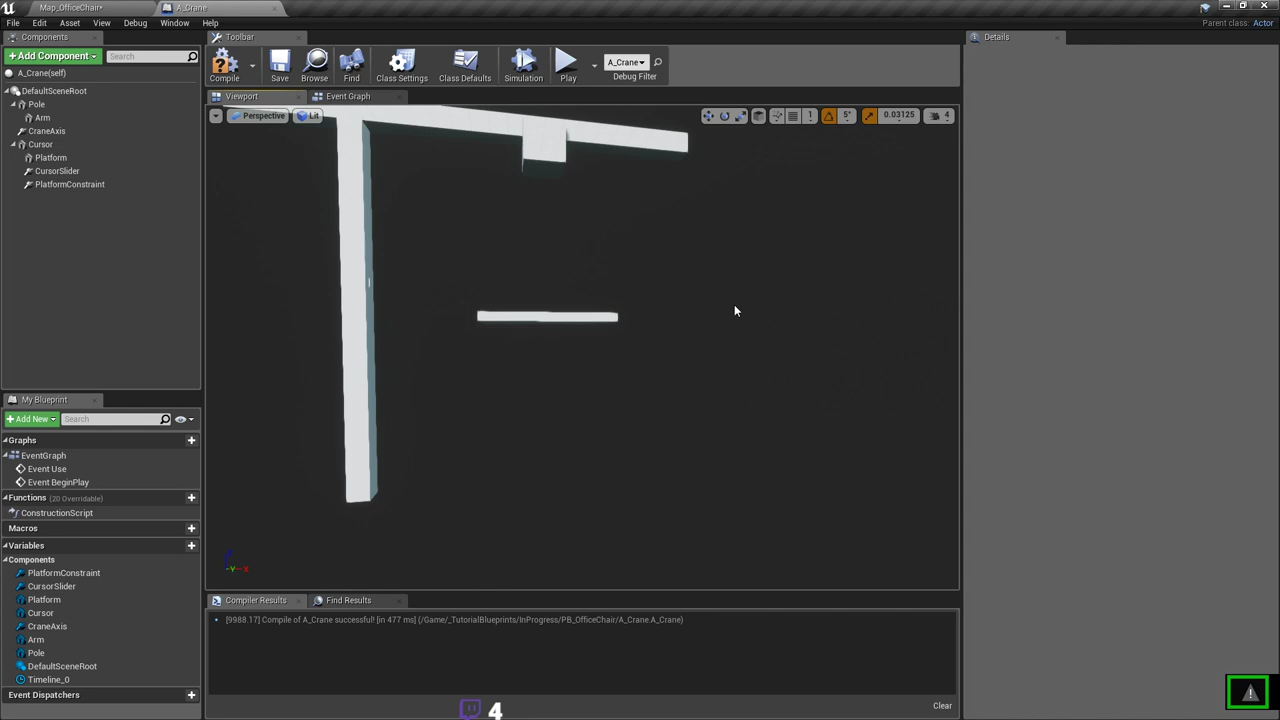 Map_OfficeChair*
A_Crane
Parent class: Actor
File Edit Asset View Debug Window Help
Components
Toolbar
Details
+Add Component
Search
A_Crane(self)
Compile
Save
Browse
Find
Class Settings
Class Defaults
Simulation
Play
A_Crane
Debug Filter
DefaultSceneRoot
Pole
Arm
CraneAxis
Cursor
Platform
CursorSlider
PlatformConstraint
Viewport
Event Graph
Perspective
Lit
1
5°
0.03125
4
-Y-X
My Blueprint
+Add New
Search
Graphs
EventGraph
Event Use
Event BeginPlay
Functions (20 Overridable)
ConstructionScript
Macros
Variables
Components
PlatformConstraint
CursorSlider
Platform
Cursor
CraneAxis
Arm
Pole
DefaultSceneRoot
Timeline_0
Event Dispatchers
Compiler Results
Find Results
[9988.17] Compile of A_Crane successful! [in 477 ms] (/Game/_TutorialBlueprints/InProgress/PB_OfficeChair/A_Crane.A_Crane)
Clear
4